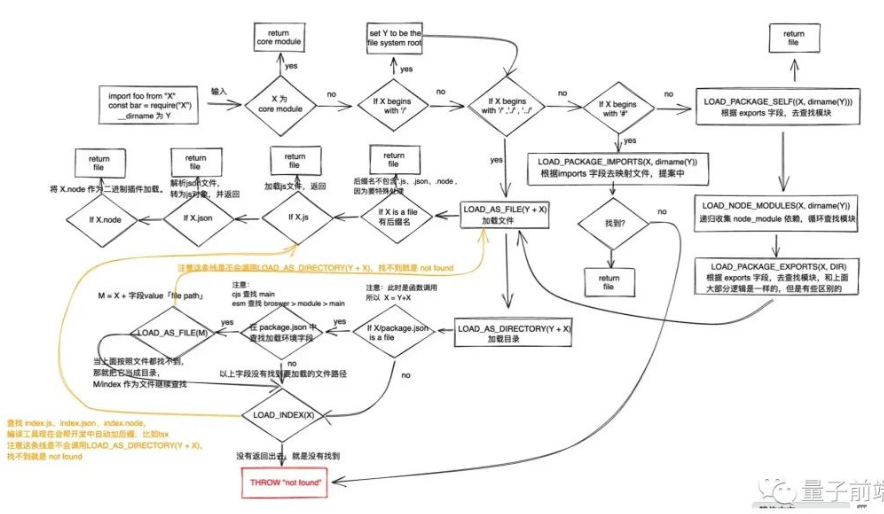 return
core module
set Y to be the
file system root
return
file
yes
yes
import foo from "X"
const bar = require("X")
__dirname 为 Y
输入
X 为
core module
no
If X begins
with '/'
no
If X begins
with '/' ,'./' , '../'
no
If X begins
with '#'
no
LOAD_PACKAGE_SELF((X, dirname(Y)))
根据 exports 字段，去查找模块
yes
yes
LOAD_PACKAGE_IMPORTS(X, dirname(Y))
根据imports 字段去映射文件，提案中
return
file
return
file
return
file
return
file
将 X.node 作为二进制插件加载。
解析json文件，
转为js对象，并返回
加载js文件，返回
后缀名不包含 .js、.json、.node ，
因为要特殊处理
If X.node
If X.json
If X.js
If X is a file
有后缀名
LOAD_AS_FILE(Y + X)
加载文件
找到?
no
return
file
LOAD_NODE_MODULES(X, dirname(Y))
递归收集 node_module 依赖，循环查找模块
LOAD_PACKAGE_EXPORTS(X, DIR)
根据 exports 字段，去查找模块，和上面
大部分逻辑是一样的，但是有些区别的
注意这条线是不会调用LOAD_AS_DIRECTORY(Y + X)，找不到就是 not found
M = X + 字段value「file path」
注意：
cjs 查找 main
esm 查找 broswer > module > main
注意：此时是函数调用
所以 X = Y+X
LOAD_AS_FILE(M)
yes
在 package.json 中
查找加载环境字段
yes
If X/package.json
is a file
LOAD_AS_DIRECTORY(Y + X)
加载目录
当上面按照文件都找不到，
那就把它当成目录，
M/index 作为文件继续查找
no
以上字段没有找到要加载的文件路径
no
LOAD_INDEX(X)
查找 index.js、index.json、index.node，
编译工具现在会帮开发中自动加后缀，比如tsx
注意这条线是不会调用LOAD_AS_DIRECTORY(Y + X)，
找不到就是 not found
没有返回出去，就是没有找到
THROW "not found"
量子前端